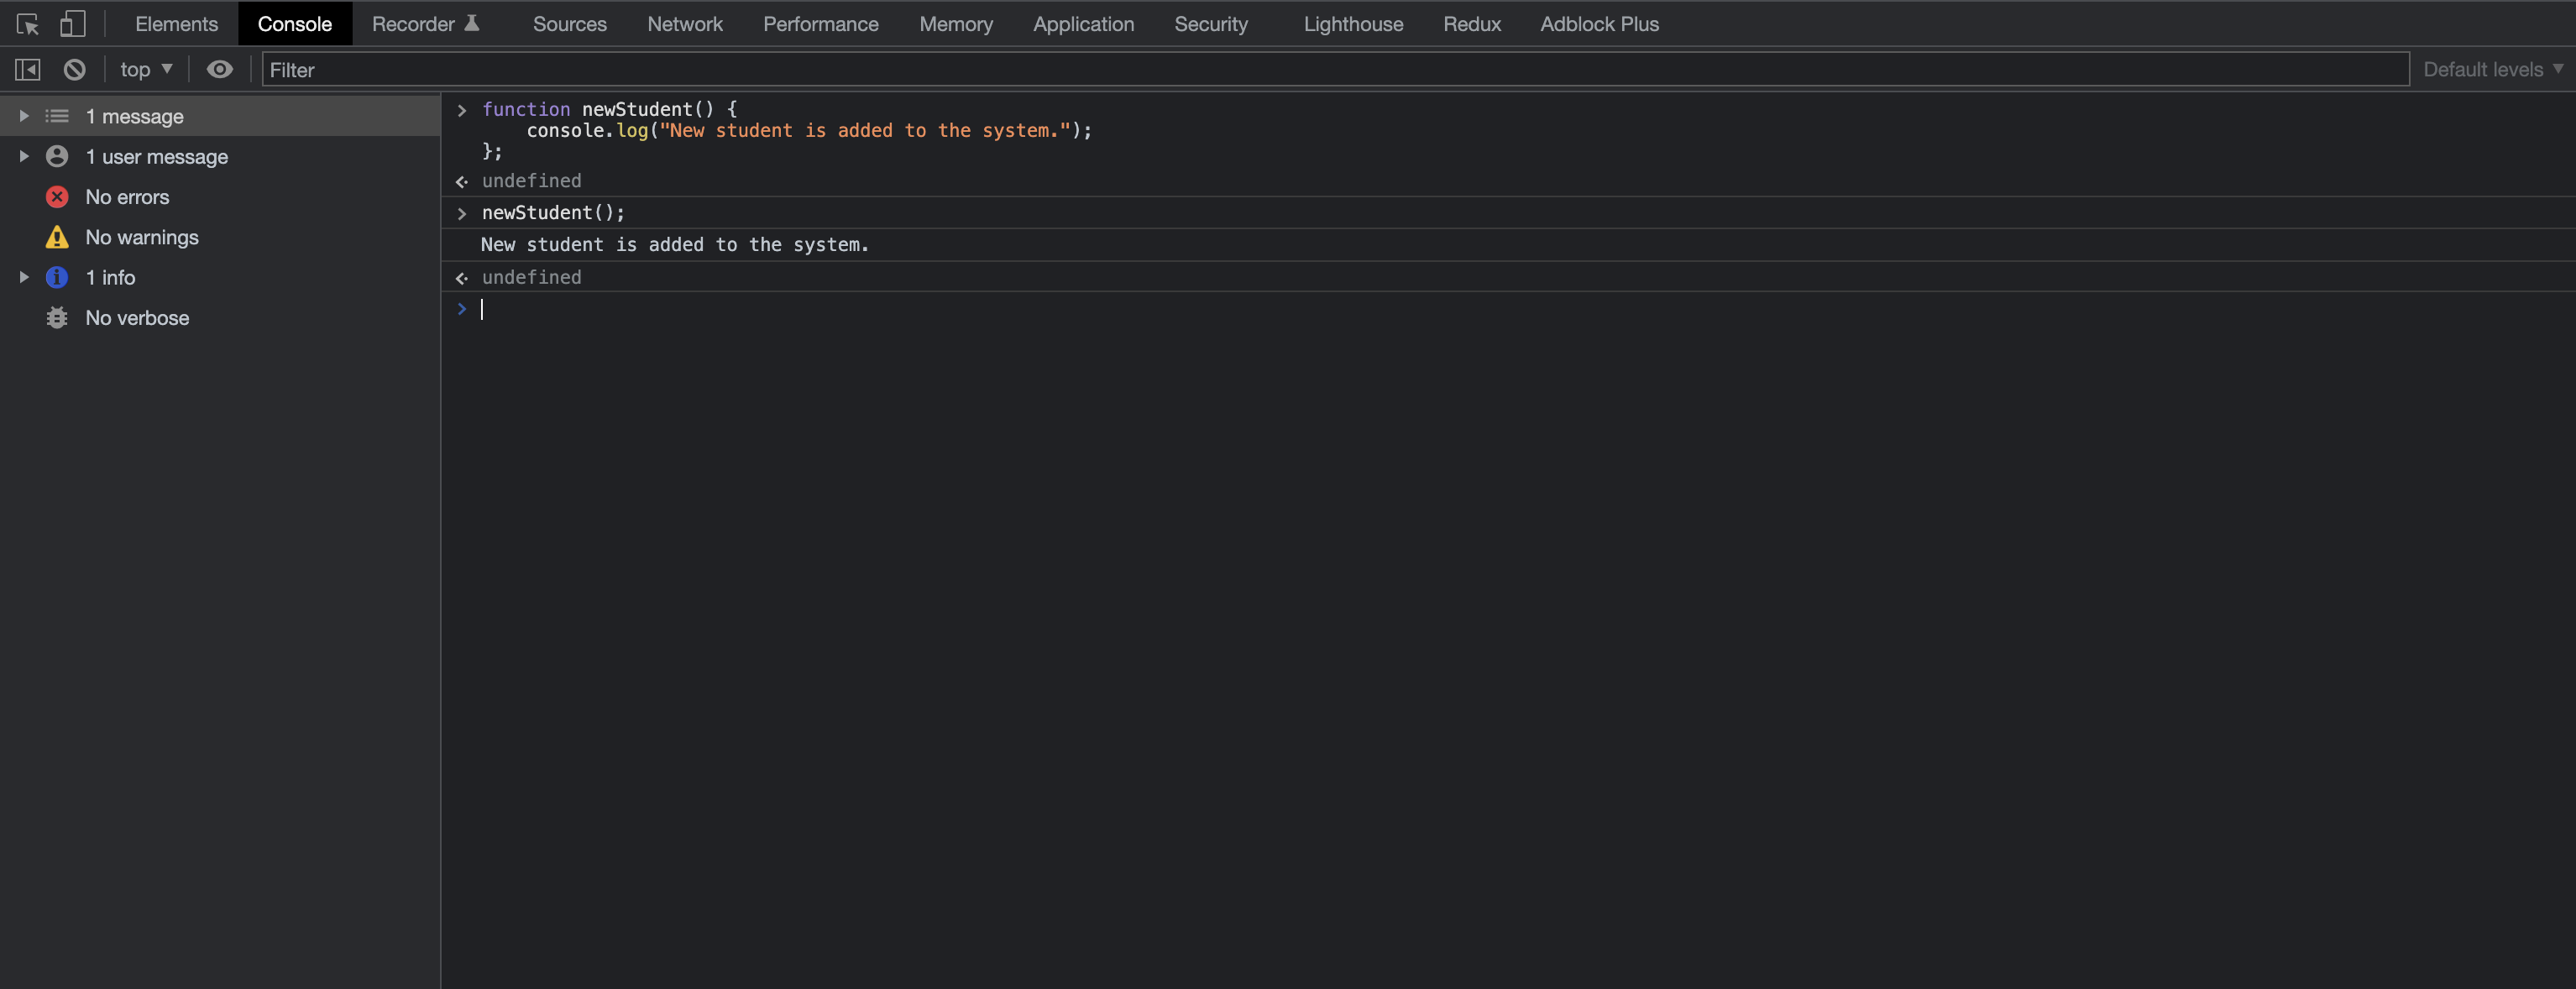 Elements Console Recorder Sources Network Performance Memory Application Security Lighthouse Redux Adblock Plus
top Filter Default levels
1 message
1 user message
No errors
No warnings
1 info
No verbose
function newStudent() {
    console.log("New student is added to the system.");
};
undefined
newStudent();
New student is added to the system.
undefined